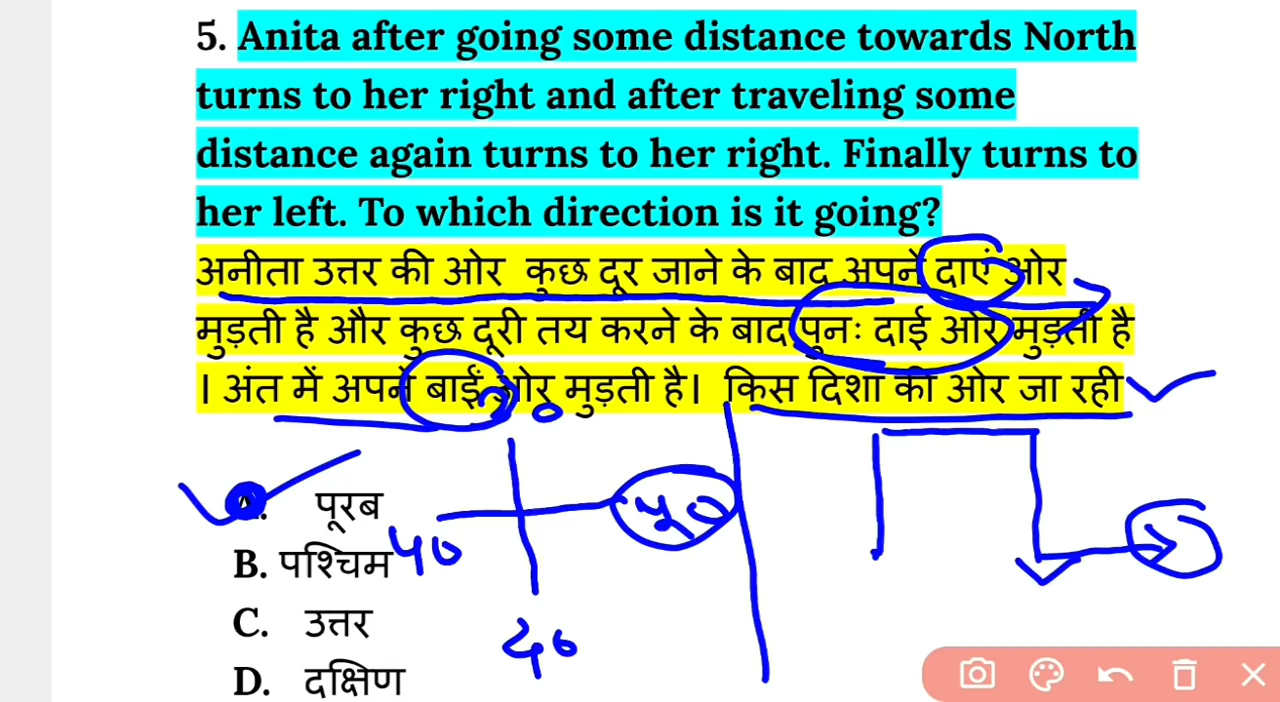 5. Anita after going some distance towards North
turns to her right and after traveling some
distance again turns to her right. Finally turns to
her left. To which direction is it going?
अनीता उत्तर की ओर कुछ दूर जाने के बाद अपने दाएं ओर
मुड़ती है और कुछ दूरी तय करने के बाद पुनः दाई ओर मुड़ती है
। अंत में अपने बाईं ओर मुड़ती है। किस दिशा की ओर जा रही
A. पूरब
B. पश्चिम
C. उत्तर
D. दक्षिण